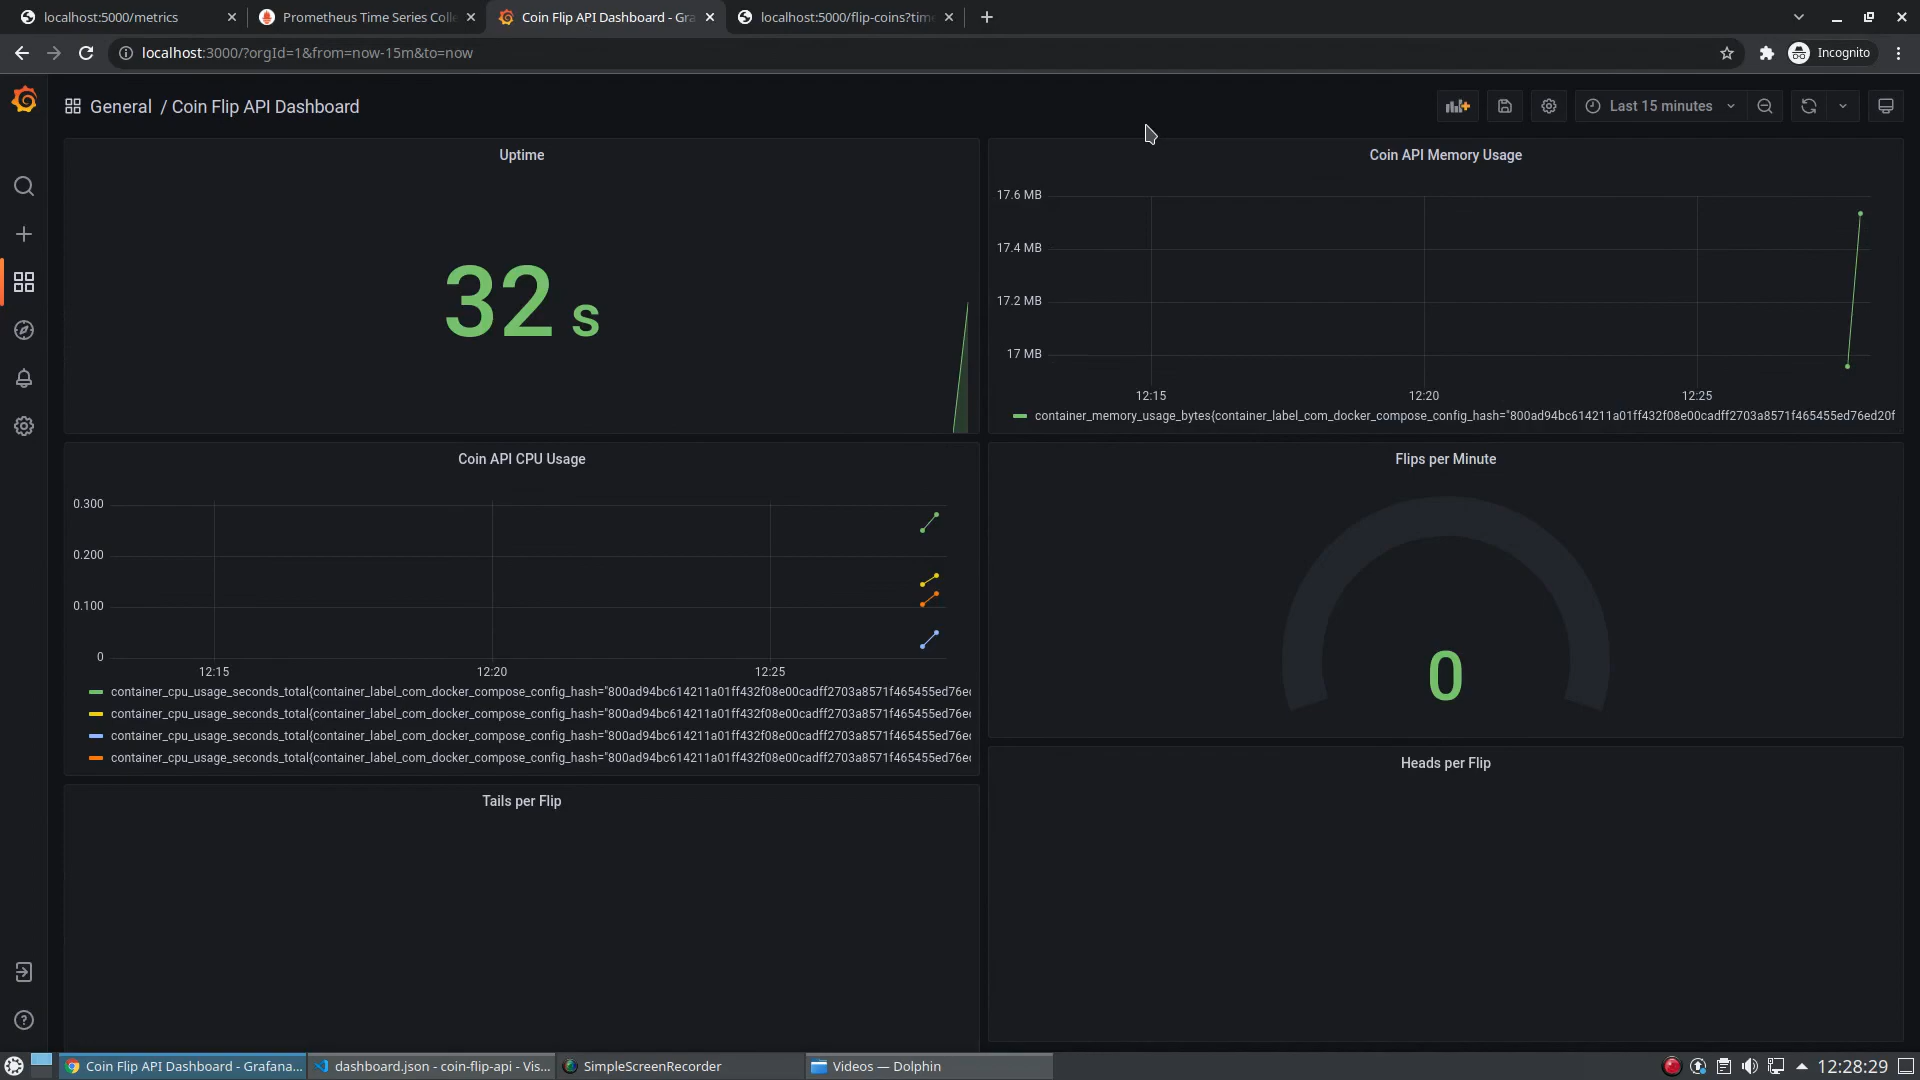 localhost:5000/metrics
Prometheus Time Series Colle
Coin Flip API Dashboard - Gra
localhost:5000/flip-coins?time
localhost:3000/?orgId=1&from=now-15m&to=now
Incognito
General / Coin Flip API Dashboard
Last 15 minutes
Uptime
32 s
Coin API Memory Usage
17.6 MB
17.4 MB
17.2 MB
17 MB
12:15 12:20 12:25
container_memory_usage_bytes{container_label_com_docker_compose_config_hash="800ad94bc614211a01ff432f08e00cadff2703a8571f465455ed76ed20f
Coin API CPU Usage
0.300
0.200
0.100
0
12:15 12:20 12:25
container_cpu_usage_seconds_total{container_label_com_docker_compose_config_hash="800ad94bc614211a01ff432f08e00cadff2703a8571f465455ed76e
container_cpu_usage_seconds_total{container_label_com_docker_compose_config_hash="800ad94bc614211a01ff432f08e00cadff2703a8571f465455ed76e
container_cpu_usage_seconds_total{container_label_com_docker_compose_config_hash="800ad94bc614211a01ff432f08e00cadff2703a8571f465455ed76e
container_cpu_usage_seconds_total{container_label_com_docker_compose_config_hash="800ad94bc614211a01ff432f08e00cadff2703a8571f465455ed76e
Flips per Minute
0
Heads per Flip
Tails per Flip
Coin Flip API Dashboard - Grafana...
dashboard.json - coin-flip-api - Vis...
SimpleScreenRecorder
Videos — Dolphin
12:28:29